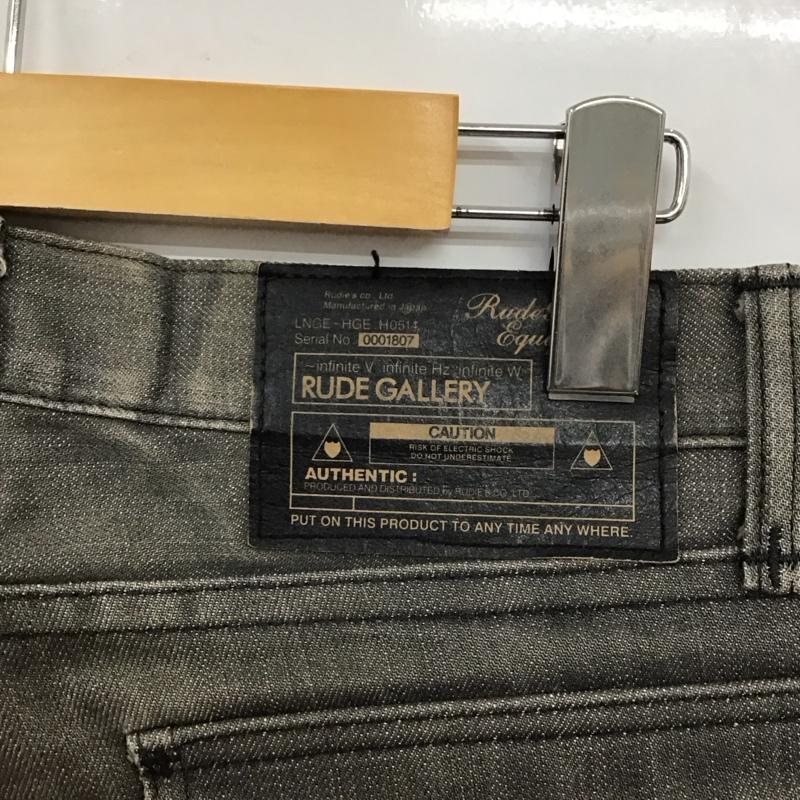 Rudie's co., Ltd.
Manufactured in Japan
LNGE-HGE H0514
Serial No. 0001807
~infinite V infinite Hz infinite W
RUDE GALLERY
CAUTION
RISK OF ELECTRIC SHOCK
DO NOT UNDERESTIMATE
AUTHENTIC :
PRODUCED AND DISTRIBUTED by RUDIE'S CO., LTD.
PUT ON THIS PRODUCT TO ANY TIME ANY WHERE.